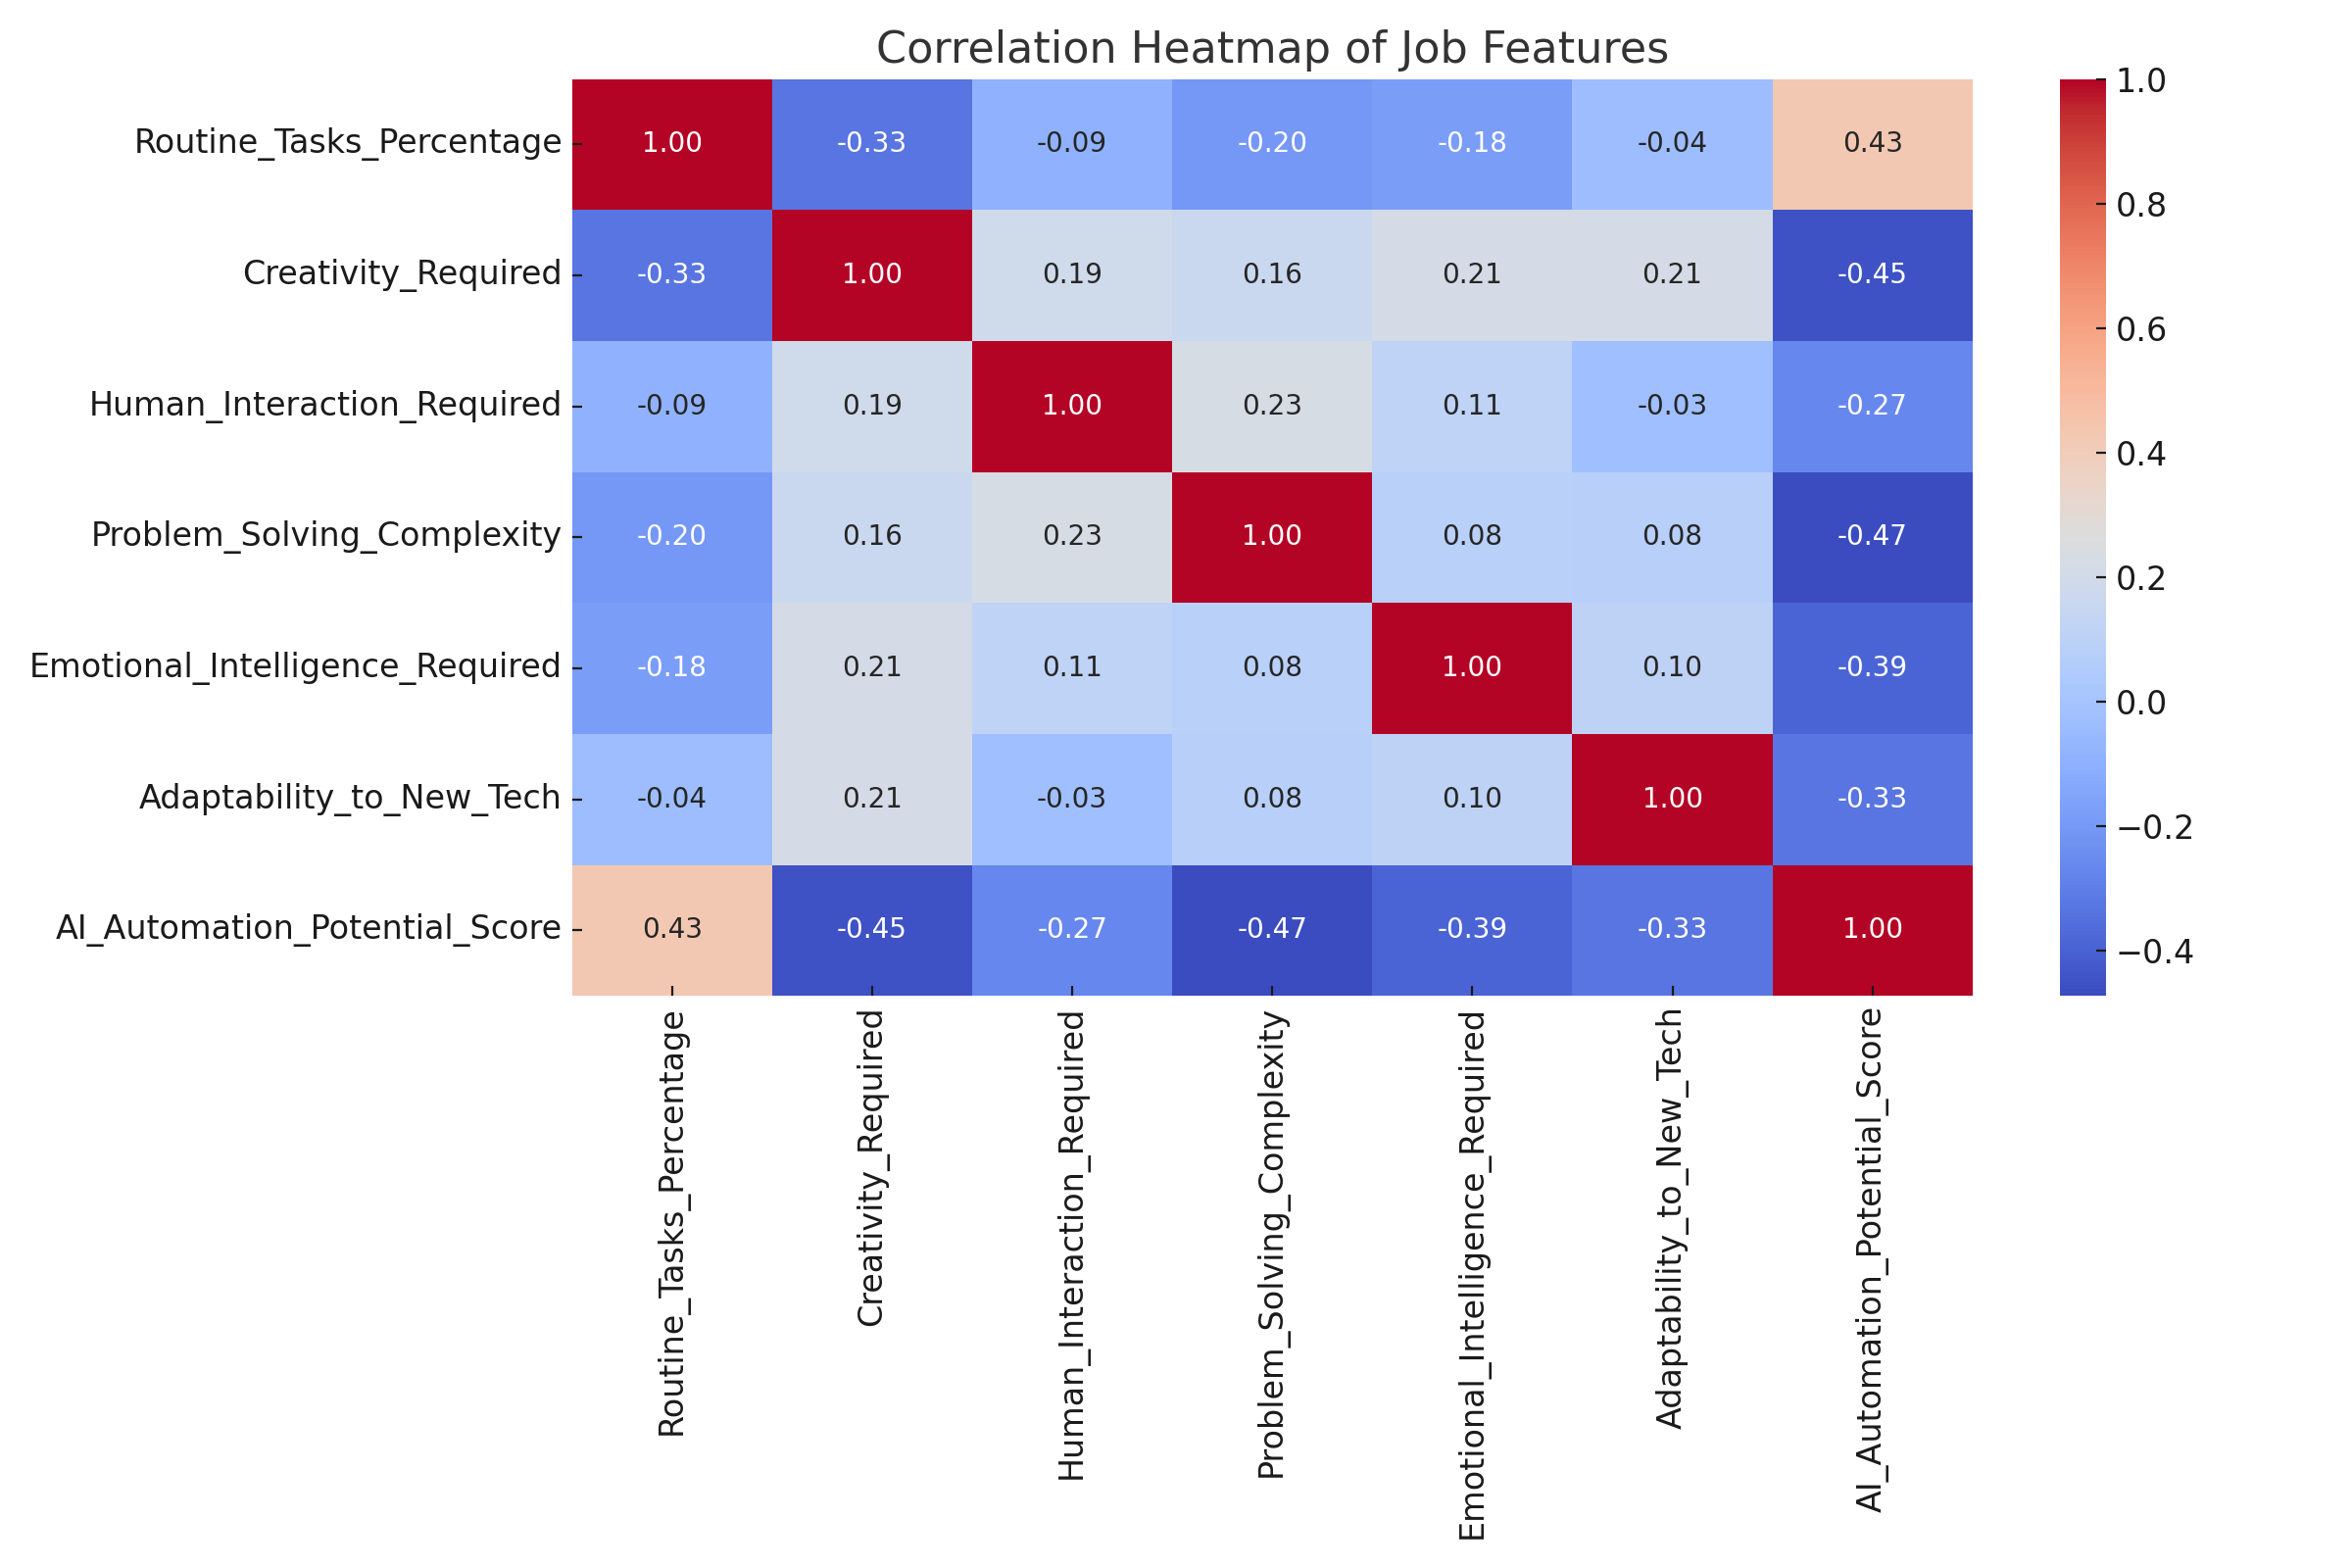 Correlation Heatmap of Job Features
Routine_Tasks_Percentage 1.00 -0.33 -0.09 -0.20 -0.18 -0.04 0.43
Creativity_Required -0.33 1.00 0.19 0.16 0.21 0.21 -0.45
Human_Interaction_Required -0.09 0.19 1.00 0.23 0.11 -0.03 -0.27
Problem_Solving_Complexity -0.20 0.16 0.23 1.00 0.08 0.08 -0.47
Emotional_Intelligence_Required -0.18 0.21 0.11 0.08 1.00 0.10 -0.39
Adaptability_to_New_Tech -0.04 0.21 -0.03 0.08 0.10 1.00 -0.33
AI_Automation_Potential_Score 0.43 -0.45 -0.27 -0.47 -0.39 -0.33 1.00
Routine_Tasks_Percentage
Creativity_Required
Human_Interaction_Required
Problem_Solving_Complexity
Emotional_Intelligence_Required
Adaptability_to_New_Tech
AI_Automation_Potential_Score
1.0
0.8
0.6
0.4
0.2
0.0
−0.2
−0.4